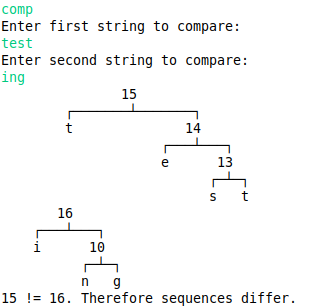 comp
Enter first string to compare:
test
Enter second string to compare:
ing
15
t 14
e 13
s t
16
i 10
n g
15 != 16. Therefore sequences differ.